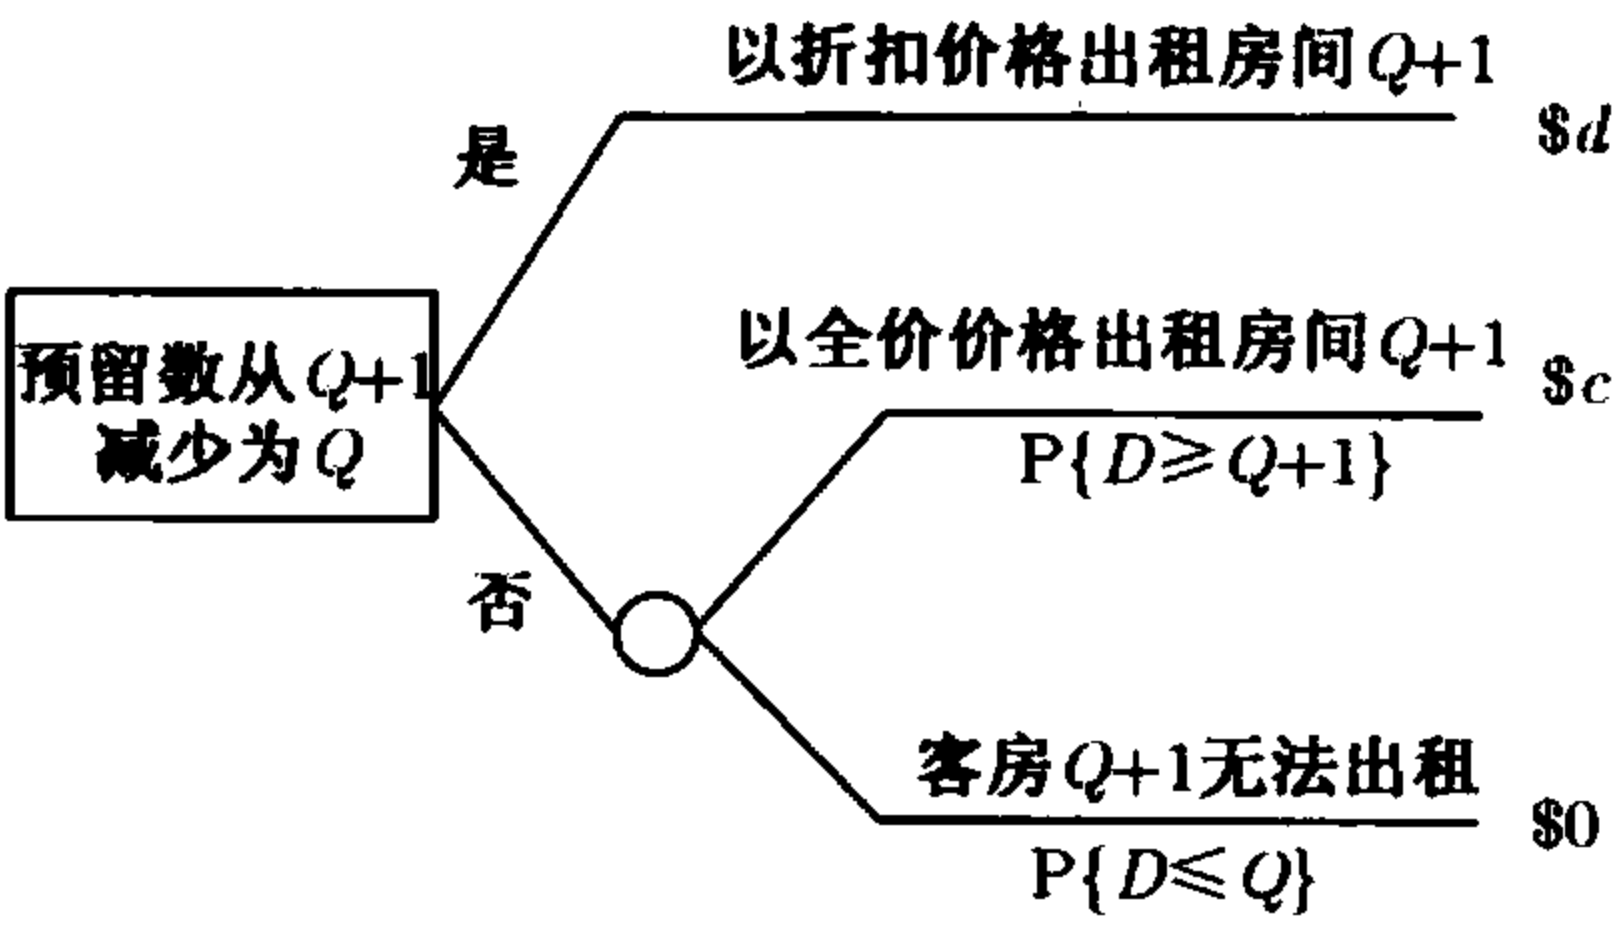 以折扣价格出租房间Q+1
$d
是
以全价价格出租房间Q+1
$c
预留数从Q+1
减少为Q
P{D≥Q+1}
否
客房Q+1无法出租
$0
P{D≤Q}